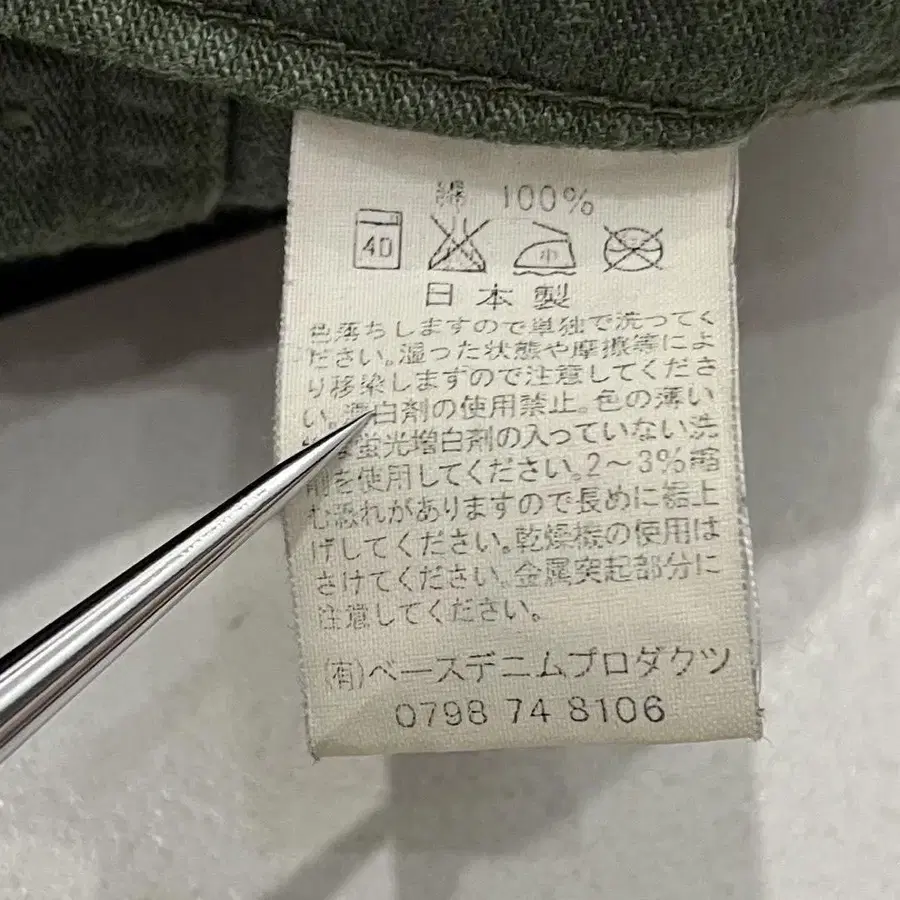 綿 100%
40 中
日本製
色落ちしますので単独で洗ってく
ださい。湿った状態や摩擦等によ
り移染しますので注意してくださ
い。漂白剤の使用禁止。色の薄い
は蛍光増白剤の入っていない洗
剤を使用してください。2～3%縮
む恐れがありますので長めに裾上
げしてください。乾燥機の使用は
さけてください。金属突起部分に
注意してください。
(有)ベースデニムプロダクツ
0798 74 8106